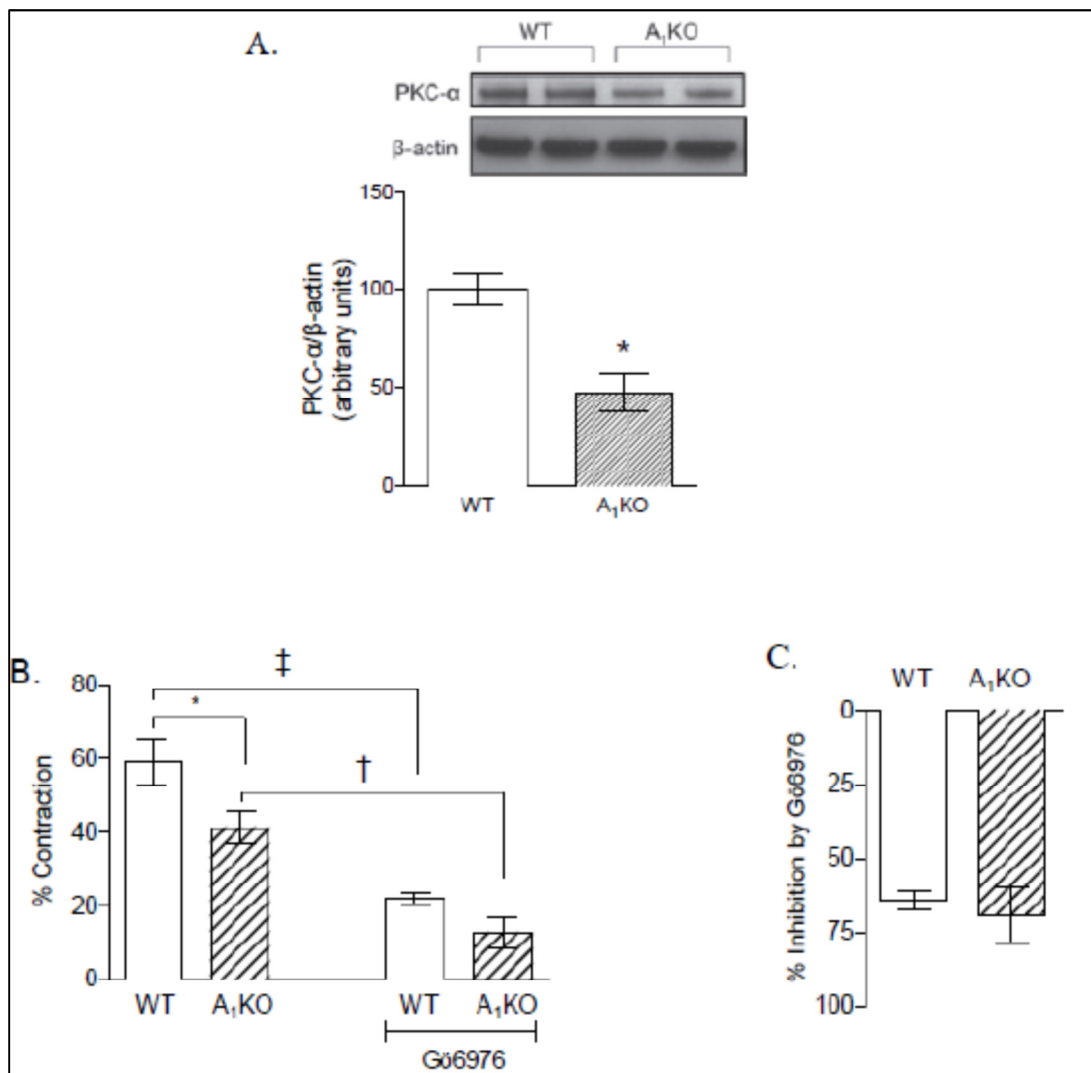 A.
WT A₁KO
PKC-α
β-actin
PKC-α/β-actin
(arbitrary units)
150
100
50
0
*
WT A₁KO
B.
% Contraction
80
60
40
20
0
‡
*
†
WT A₁KO WT A₁KO
Gö6976
C.
WT A₁KO
% Inhibition by Gö6976
0
25
50
75
100